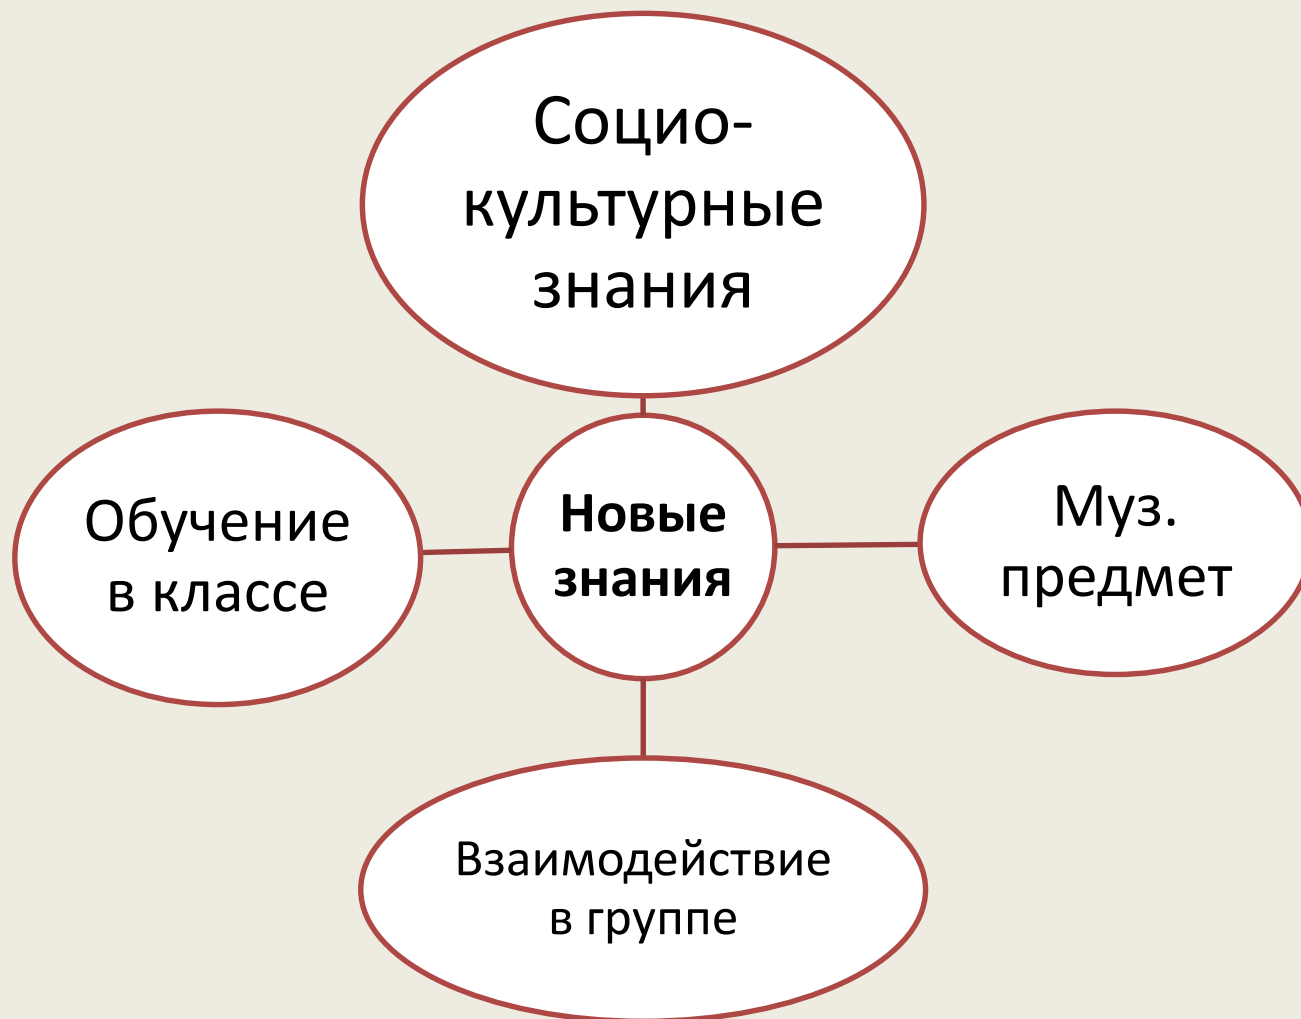 Социо-
культурные
знания
Обучение
в классе
Новые
знания
Муз.
предмет
Взаимодействие
в группе